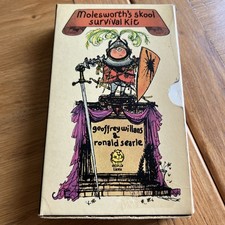 Molesworth's skool
survival kit
geoffrey willans
&
ronald searle